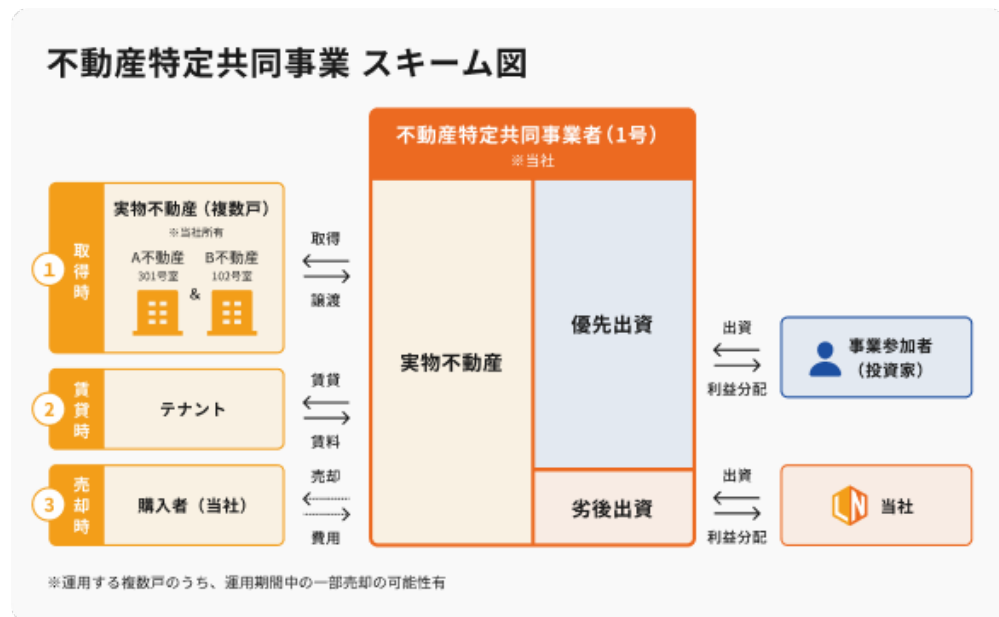 不動産特定共同事業 スキーム図
不動産特定共同事業者（1号）
※当社
1
取得時
実物不動産（複数戸）
※当社所有
A不動産
301号室
&
B不動産
102号室
取得
譲渡
2
賃貸時
テナント
賃貸
賃料
3
売却時
購入者（当社）
売却
費用
実物不動産
優先出資
劣後出資
出資
利益分配
事業参加者
（投資家）
出資
利益分配
LN
当社
※運用する複数戸のうち、運用期間中の一部売却の可能性有